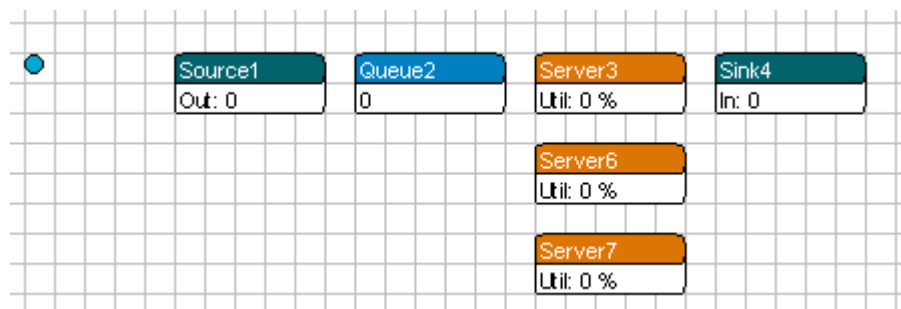 Source1
Out: 0
Queue2
0
Server3
Util: 0 %
Sink4
In: 0
Server6
Util: 0 %
Server7
Util: 0 %